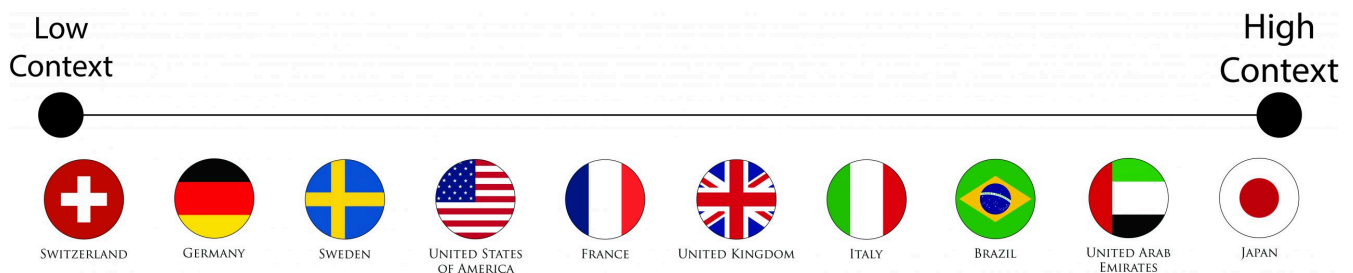 Low
Context
High
Context
SWITZERLAND
GERMANY
SWEDEN
UNITED STATES
OF AMERICA
FRANCE
UNITED KINGDOM
ITALY
BRAZIL
UNITED ARAB
EMIRATES
JAPAN